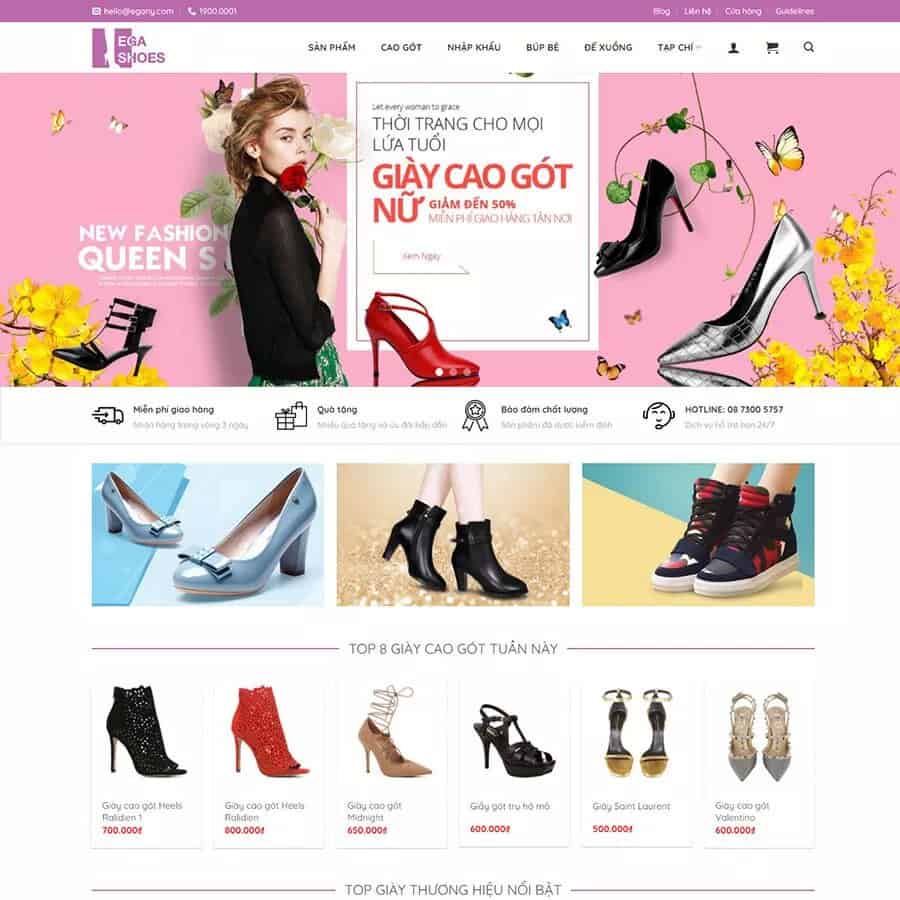 hello@egany.com | 1900.0001
Blog Liên hệ Cửa hàng Guidelines
EGA
SHOES
SẢN PHẨM CAO GÓT NHẬP KHẨU BÚP BÊ ĐẾ XUỒNG TẠP CHÍ
Let every woman to grace
THỜI TRANG CHO MỌI
LỨA TUỔI
GIÀY CAO GÓT
NỮ GIẢM ĐẾN 50%
MIỄN PHÍ GIAO HÀNG TẬN NƠI
Xem Ngay
NEW FASHION
QUEEN S
Miễn phí giao hàng
Nhận hàng trong vòng 3 ngày
Quà tặng
Nhiều quà tặng và ưu đãi hấp dẫn
Bảo đảm chất lượng
Sản phẩm đã được kiểm định
HOTLINE: 08 7300 5757
Dịch vụ hỗ trợ bạn 24/7
TOP 8 GIÀY CAO GÓT TUẦN NÀY
Giày cao gót Heels
Ralidien 1
700.000₫
Giày cao gót Heels
Ralidien
800.000₫
Giày cao gót
Midnight
650.000₫
Giầy gót trụ hở mõ
600.000₫
Giày Saint Laurent
500.000₫
Giày cao gót
Valentino
600.000₫
TOP GIÀY THƯƠNG HIỆU NỔI BẬT